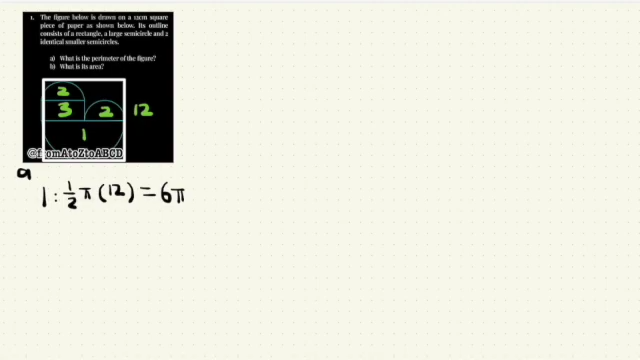 1. The figure below is drawn on a 12cm square
piece of paper as shown below. Its outline
consists of a rectangle, a large semicircle and 2
identical smaller semicircles.
a) What is the perimeter of the figure?
b) What is its area?
2
3 2 12
1
@fromAtoZtoABCD
a
1 : 1/2 π (12) = 6π